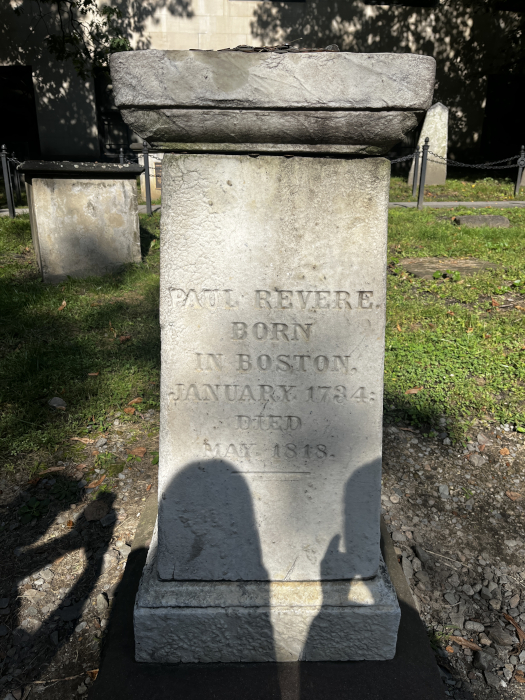 PAUL REVERE.
BORN
IN BOSTON,
JANUARY, 1734:
DIED
MAY. 1818.